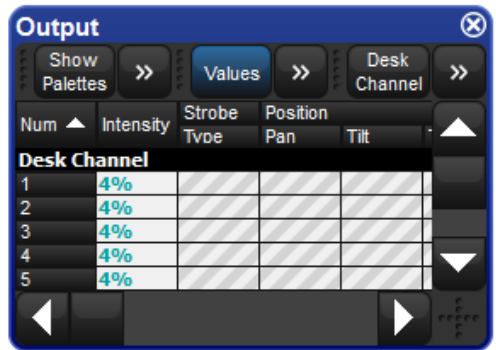 Output
Show Palettes » Values » Desk Channel »
Num Intensity Strobe Position
Type Pan Tilt
Desk Channel
1 4%
2 4%
3 4%
4 4%
5 4%